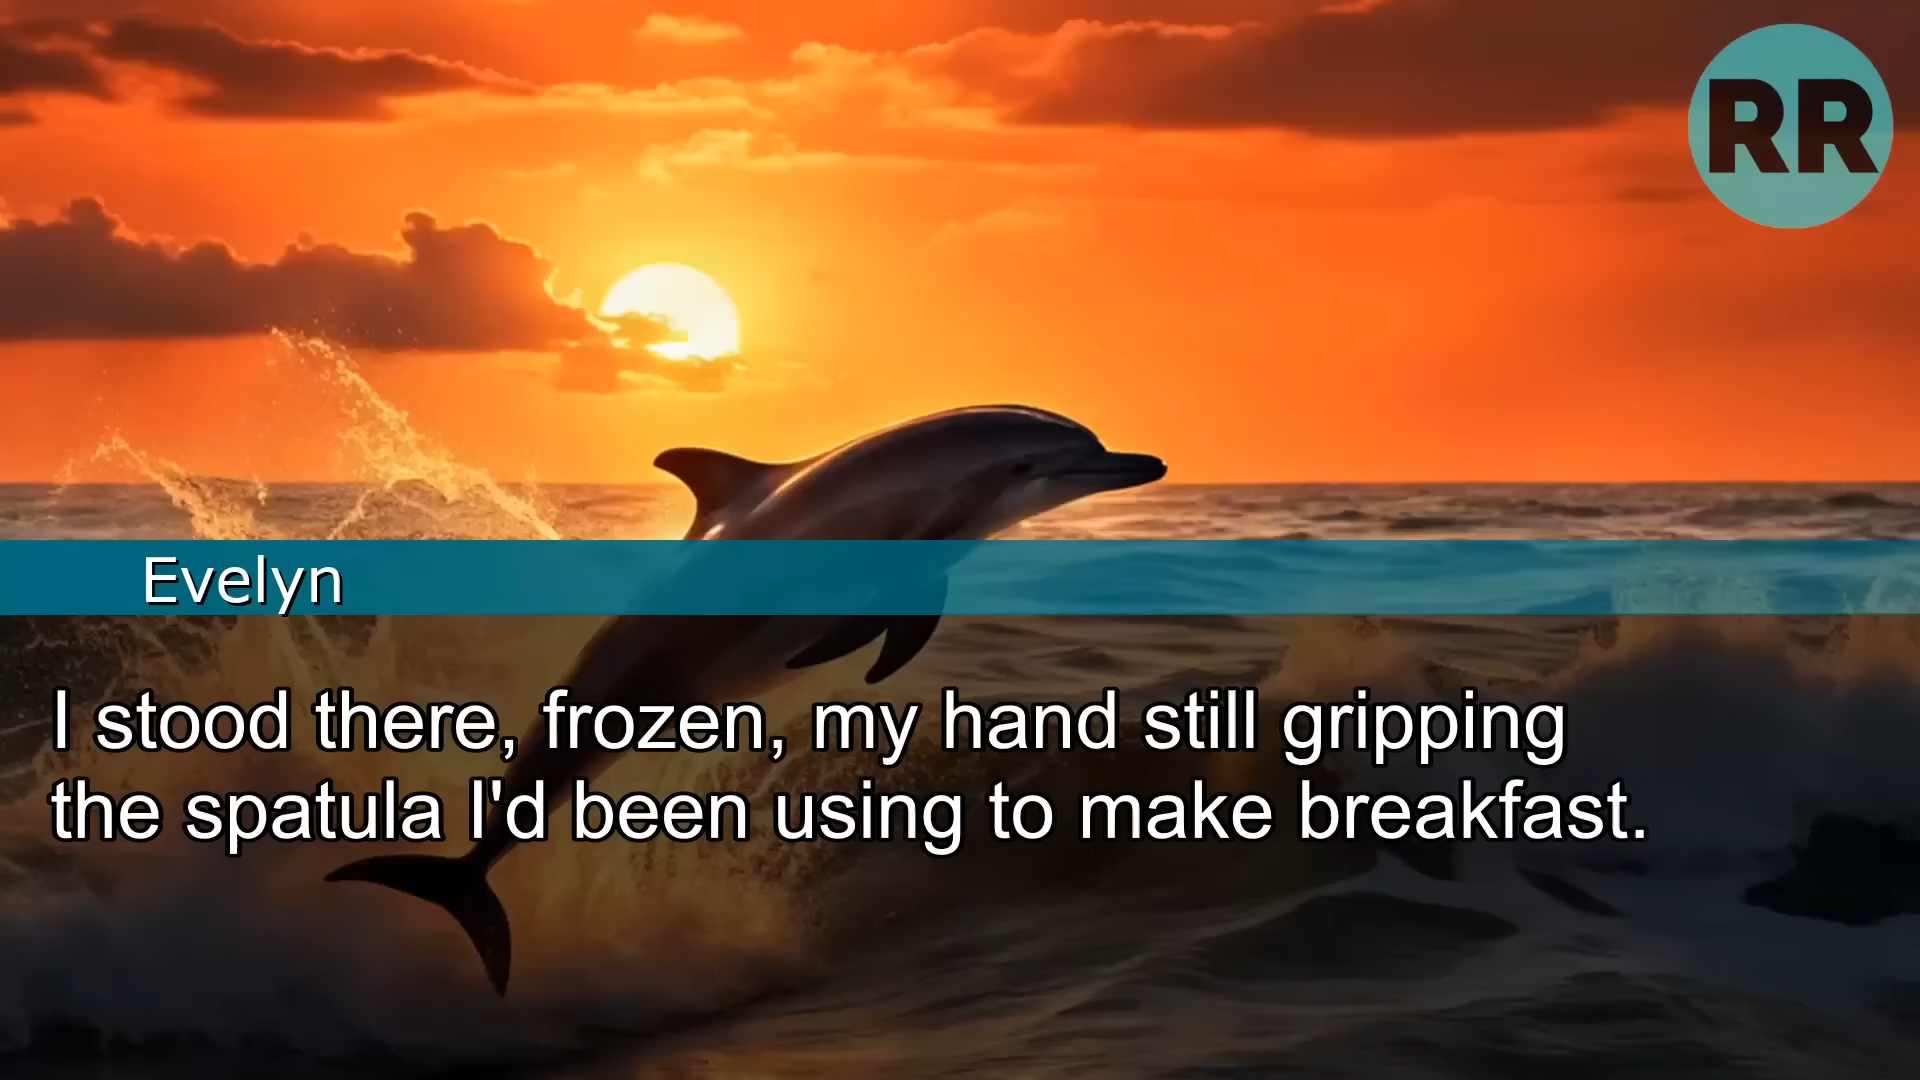 RR
Evelyn
I stood there, frozen, my hand still gripping
the spatula I'd been using to make breakfast.